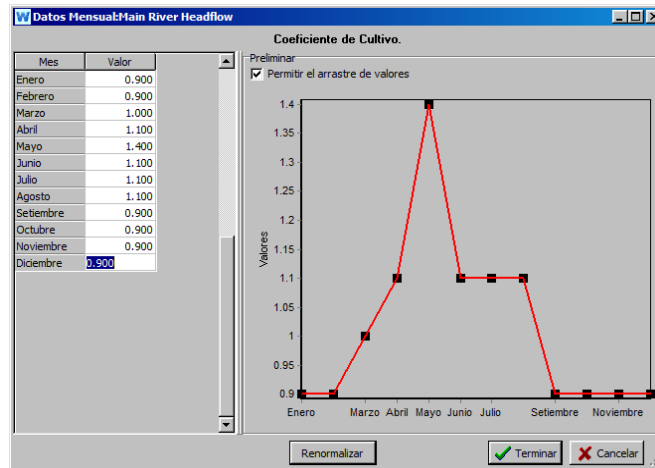 W Datos Mensual:Main River Headflow
Coeficiente de Cultivo.
Mes Valor
Enero 0.900
Febrero 0.900
Marzo 1.000
Abril 1.100
Mayo 1.400
Junio 1.100
Julio 1.100
Agosto 1.100
Setiembre 0.900
Octubre 0.900
Noviembre 0.900
Diciembre 0.900
Preliminar
Permitir el arrastre de valores
Valores
1.4
1.35
1.3
1.25
1.2
1.15
1.1
1.05
1
0.95
0.9
Enero Marzo Abril Mayo Junio Julio Setiembre Noviembre
Renormalizar Terminar Cancelar